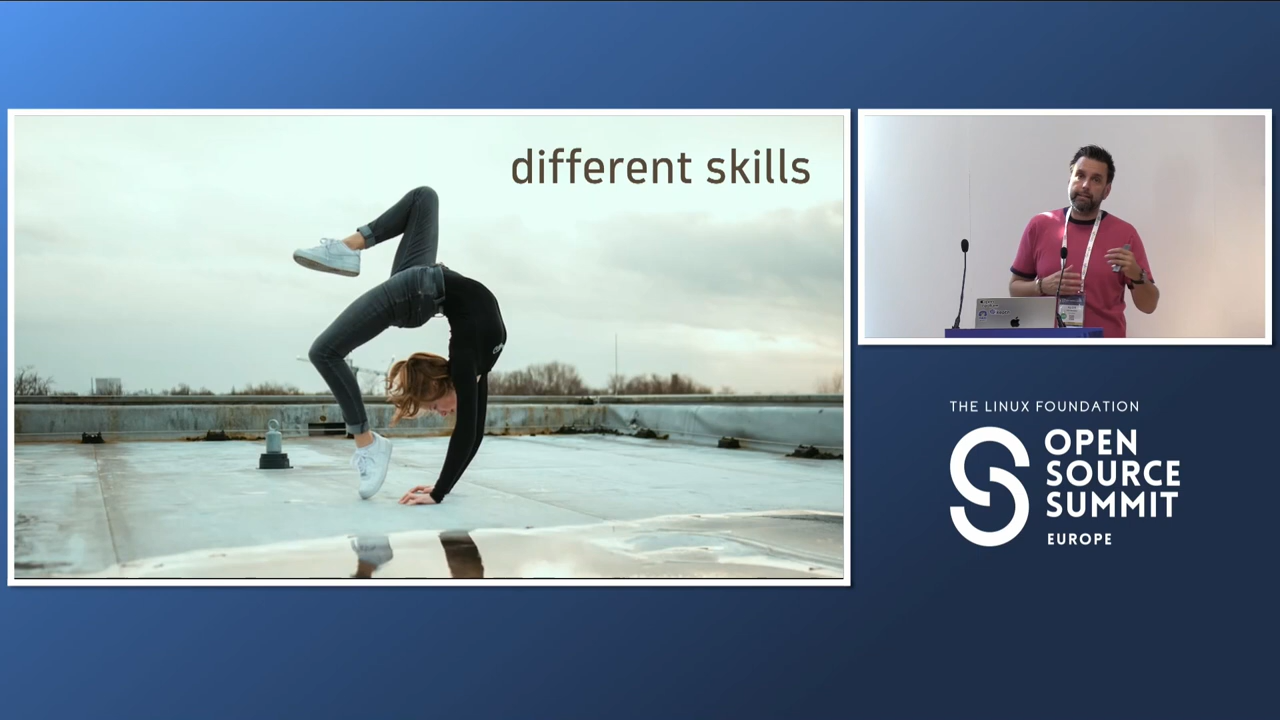 different skills
THE LINUX FOUNDATION
OPEN
SOURCE
SUMMIT
EUROPE